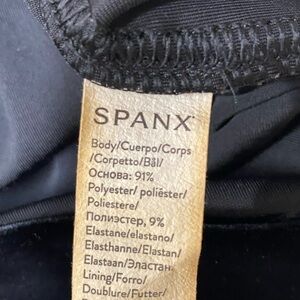 SPANX
Body/Cuerpo/Corps
/Corpetto/Bål/
Основа: 91%
Polyester/ poliéster/
Poliestere/
Полиэстер, 9%
Elastane/elastano/
Elasthanne/Elastan/
Elastaan/Эластан.
Lining/Forro/
Doublure/Futter/